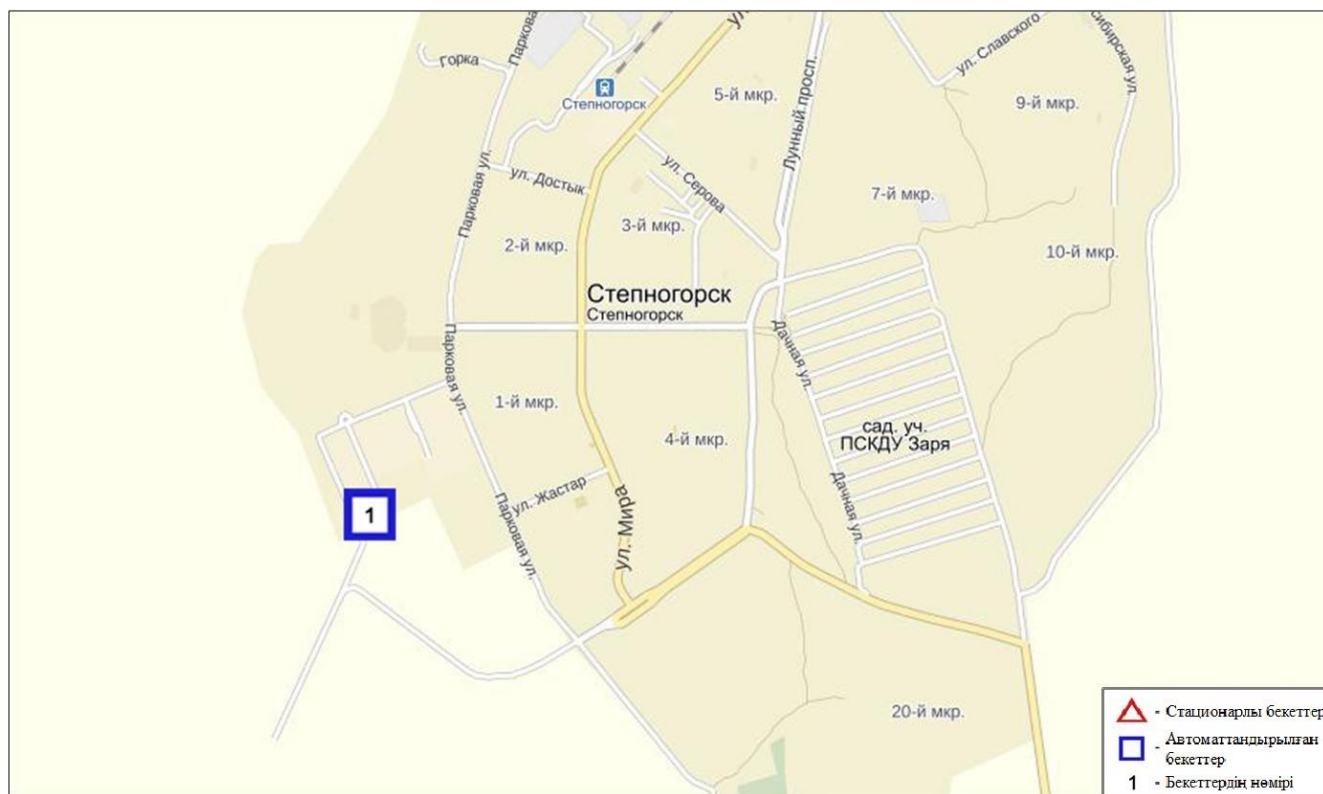 Парковая
ул.
Горка
Степногорск
5-й мкр.
Лунный просп.
ул. Славского
сибирская ул.
9-й мкр.
Парковая ул.
ул. Достык
ул. Серова
7-й мкр.
3-й мкр.
2-й мкр.
10-й мкр.
Степногорск
Степногорск
Парковая ул.
Дачная ул.
1-й мкр.
4-й мкр.
сад. уч.
ПСКДУ Заря
ул. Жастар
Парковая ул.
ул. Мира
Дачная ул.
1
20-й мкр.
- Стационарлы бекеттер
- Автоматтандырылған
бекеттер
1 - Бекеттердің нөмірі